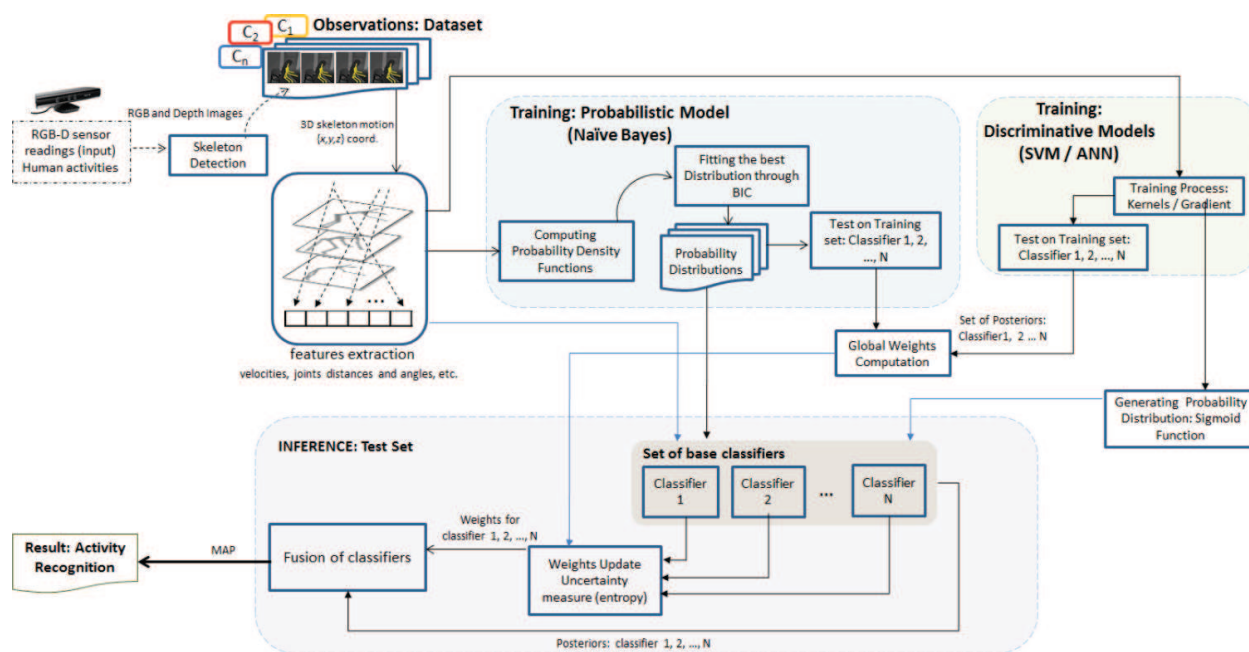 C1
C2
Cn
Observations: Dataset
RGB and Depth Images
RGB-D sensor
readings (input)
Human activities
Skeleton
Detection
3D skeleton motion
(x,y,z) coord.
...
features extraction
velocities, joints distances and angles, etc.
Training: Probabilistic Model
(Naïve Bayes)
Fitting the best
Distribution through
BIC
Computing
Probability Density
Functions
Probability
Distributions
Test on Training
set: Classifier 1, 2,
..., N
Training:
Discriminative Models
(SVM / ANN)
Training Process:
Kernels / Gradient
Test on Training set:
Classifier 1, 2, ..., N
Set of Posteriors:
Classifier1, 2 ... N
Global Weights
Computation
Generating Probability
Distribution: Sigmoid
Function
INFERENCE: Test Set
Set of base classifiers
Classifier
1
Classifier
2
...
Classifier
N
Weights for
classifier 1, 2, ..., N
Weights Update
Uncertainty
measure (entropy)
Fusion of classifiers
MAP
Result: Activity
Recognition
Posteriors: classifier 1, 2, ..., N